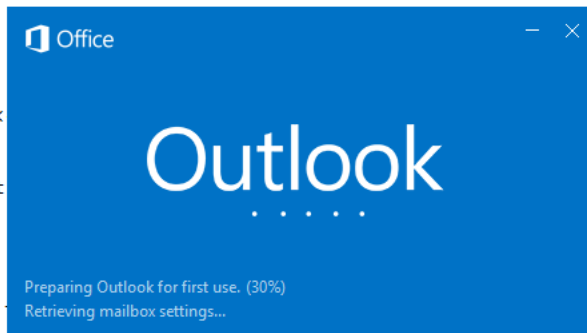 Office
Outlook
Preparing Outlook for first use. (30%)
Retrieving mailbox settings...